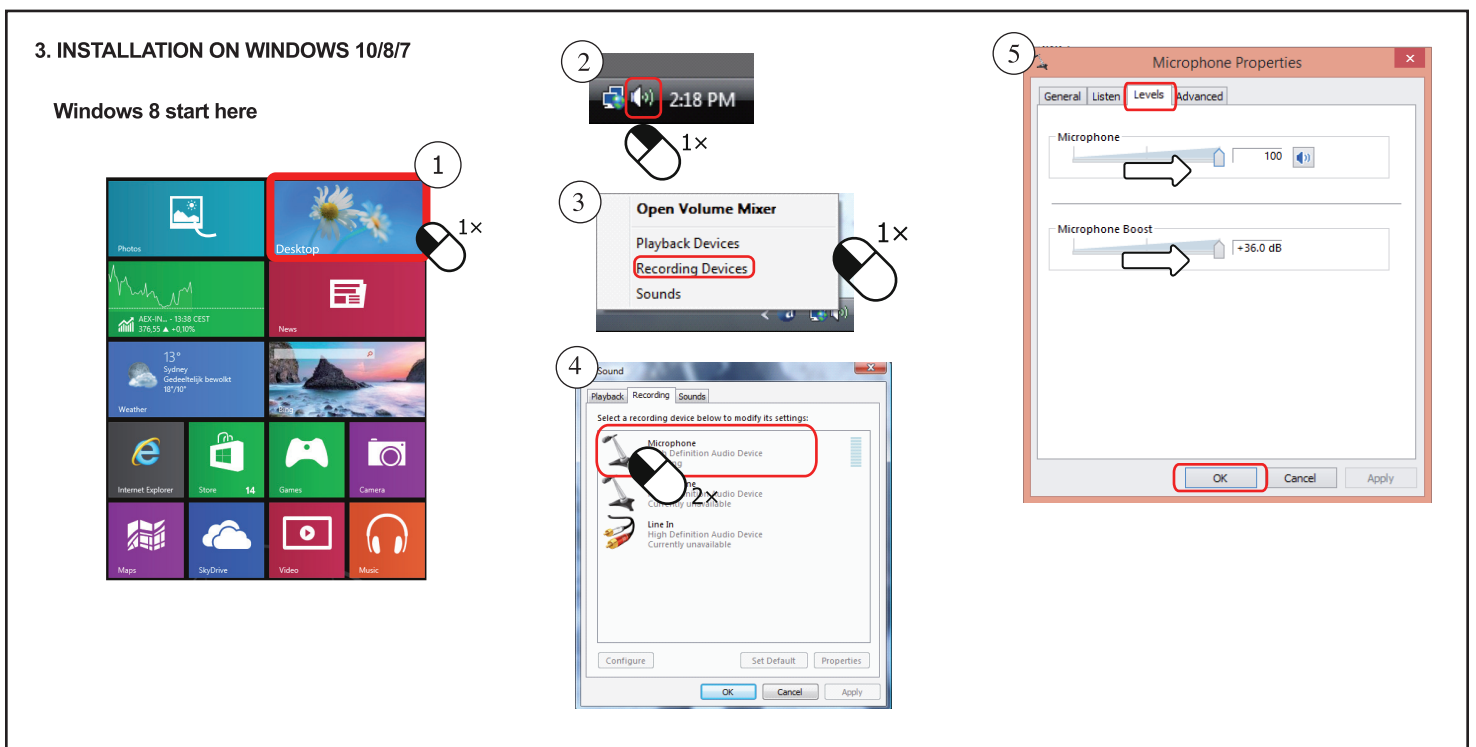 3. INSTALLATION ON WINDOWS 10/8/7
Windows 8 start here
1
1×
Photos
Desktop
AEX-IN... - 13:38 CEST
376,55 ▲ +0,10%
News
13°
Sydney
Gedeeltelijk bewolkt
18°/10°
Weather
Bing
Internet Explorer
Store 14
Games
Camera
Maps
SkyDrive
Video
Music
2
2:18 PM
1×
3
Open Volume Mixer
Playback Devices
Recording Devices
Sounds
1×
4
Sound
Playback Recording Sounds
Select a recording device below to modify its settings:
Microphone
Definition Audio Device
2×
Audio Device
Currently unavailable
Line In
High Definition Audio Device
Currently unavailable
Configure Set Default Properties
OK Cancel Apply
5
Microphone Properties
General Listen Levels Advanced
Microphone
100
Microphone Boost
+36.0 dB
OK Cancel Apply